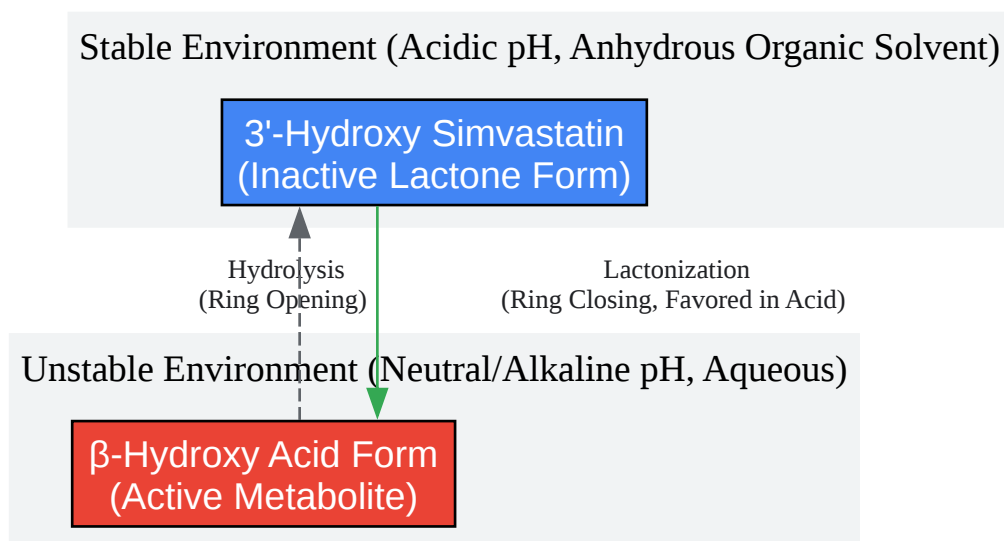 Stable Environment (Acidic pH, Anhydrous Organic Solvent)
3'-Hydroxy Simvastatin
(Inactive Lactone Form)
Hydrolysis
(Ring Opening)
Lactonization
(Ring Closing, Favored in Acid)
Unstable Environment (Neutral/Alkaline pH, Aqueous)
β-Hydroxy Acid Form
(Active Metabolite)